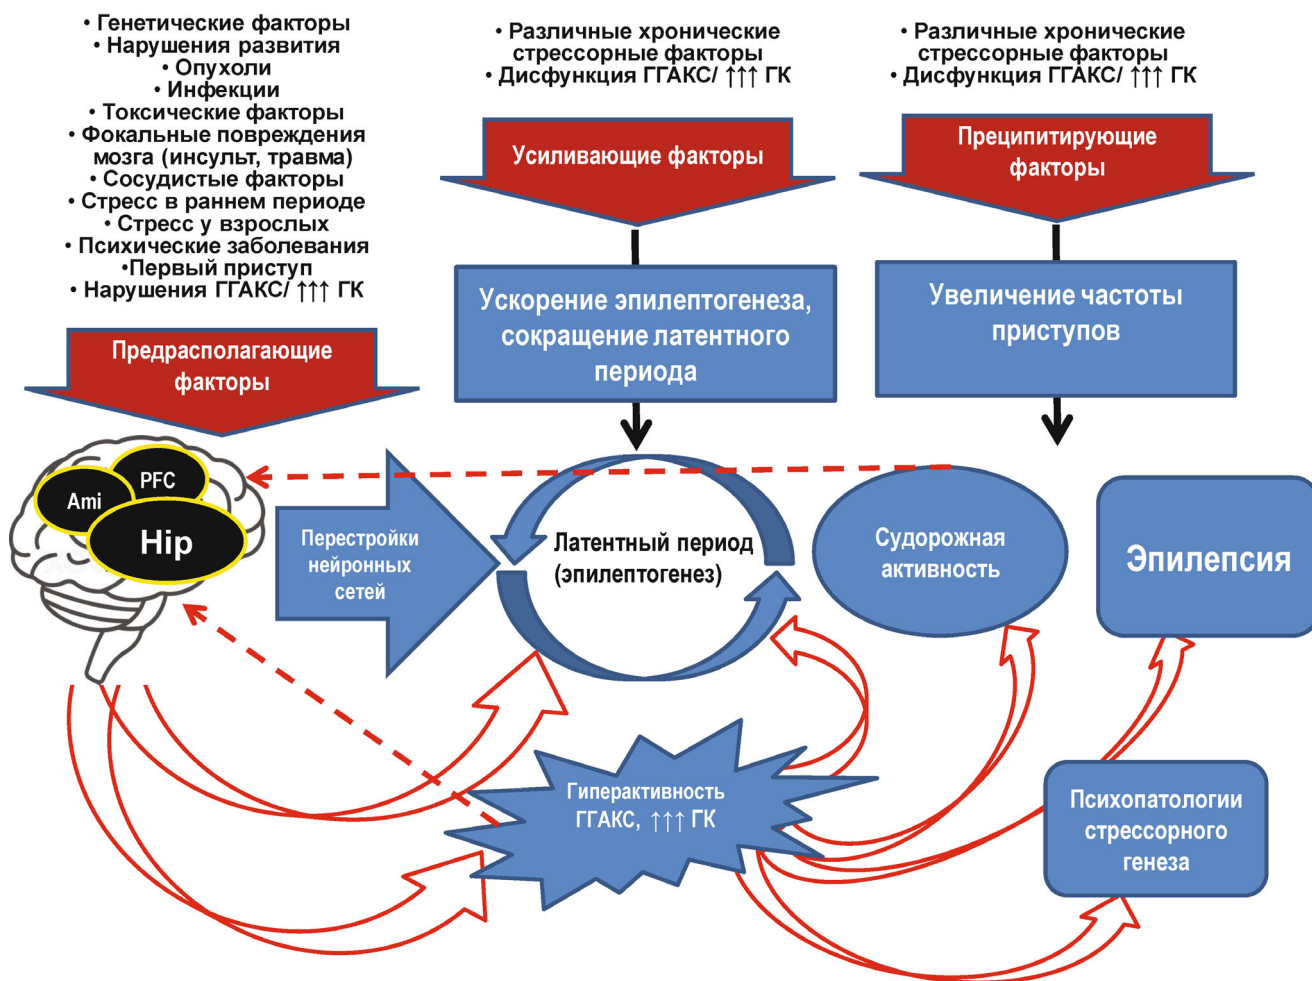 • Генетические факторы
• Нарушения развития
• Опухоли
• Инфекции
• Токсические факторы
• Фокальные повреждения
мозга (инсульт, травма)
• Сосудистые факторы
• Стресс в раннем периоде
• Стресс у взрослых
• Психические заболевания
•Первый приступ
• Нарушения ГГАКС/ ↑↑↑ ГК
Предрасполагающие
факторы
• Различные хронические
стрессорные факторы
• Дисфункция ГГАКС/ ↑↑↑ ГК
Усиливающие факторы
Ускорение эпилептогенеза,
сокращение латентного
периода
• Различные хронические
стрессорные факторы
• Дисфункция ГГАКС/ ↑↑↑ ГК
Преципитирующие
факторы
Увеличение частоты
приступов
PFC
Ami
Hip
Перестройки
нейронных
сетей
Латентный период
(эпилептогенез)
Судорожная
активность
Эпилепсия
Гиперактивность
ГГАКС, ↑↑↑ ГК
Психопатологии
стрессорного
генеза